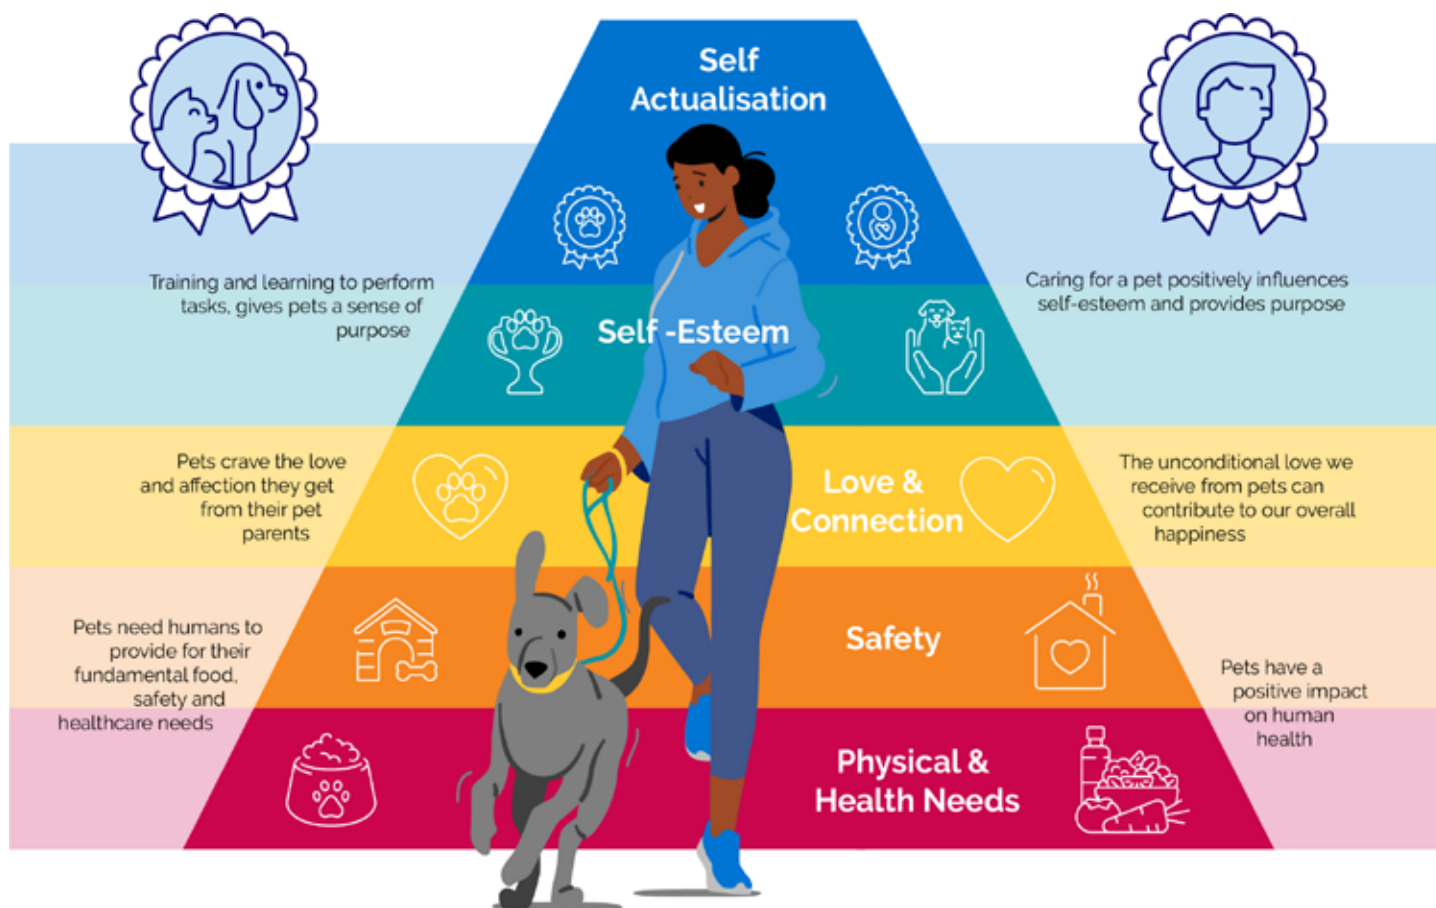 Self
Actualisation
Training and learning to perform
tasks, gives pets a sense of
purpose
Caring for a pet positively influences
self-esteem and provides purpose
Self -Esteem
Pets crave the love
and affection they get
from their pet
parents
Love &
Connection
The unconditional love we
receive from pets can
contribute to our overall
happiness
Pets need humans to
provide for their
fundamental food,
safety and
healthcare needs
Safety
Pets have a
positive impact
on human
health
Physical &
Health Needs